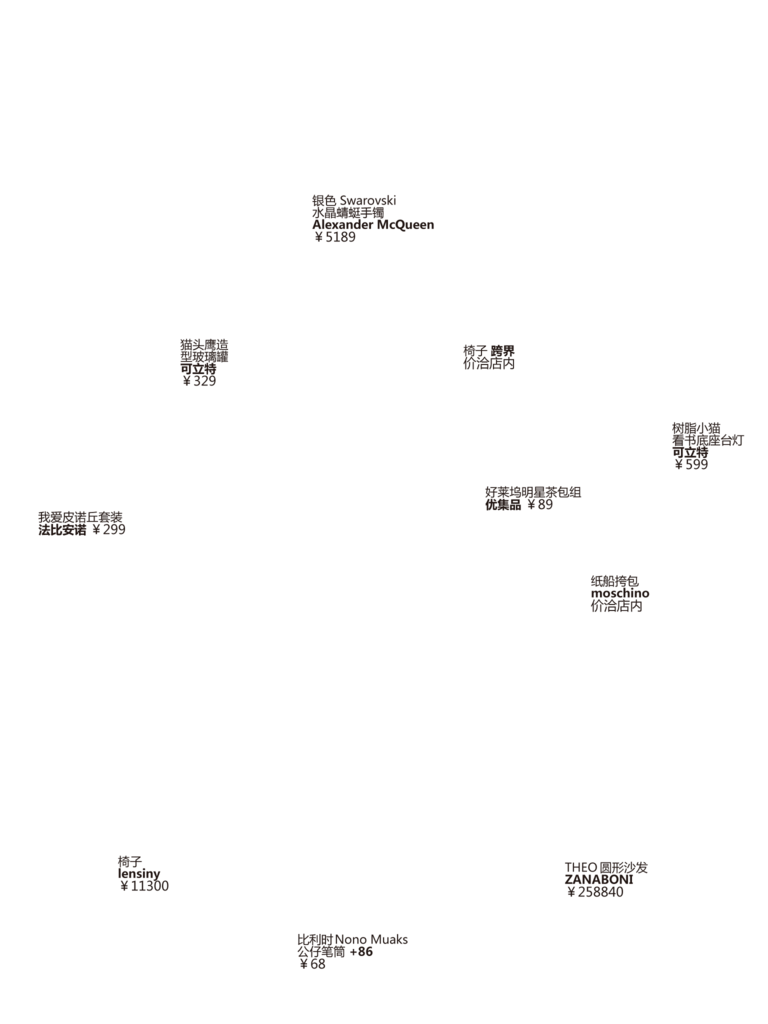 银色 Swarovski
水晶蜻蜓手镯
Alexander McQueen
￥5189
猫头鹰造
型玻璃罐
可立特
￥329
椅子 跨界
价洽店内
树脂小猫
看书底座台灯
可立特
￥599
好莱坞明星茶包组
优集品 ￥89
我爱皮诺丘套装
法比安诺 ￥299
纸船挎包
moschino
价洽店内
椅子
lensiny
￥11300
THEO 圆形沙发
ZANABONI
￥258840
比利时Nono Muaks
公仔笔筒 +86
￥68